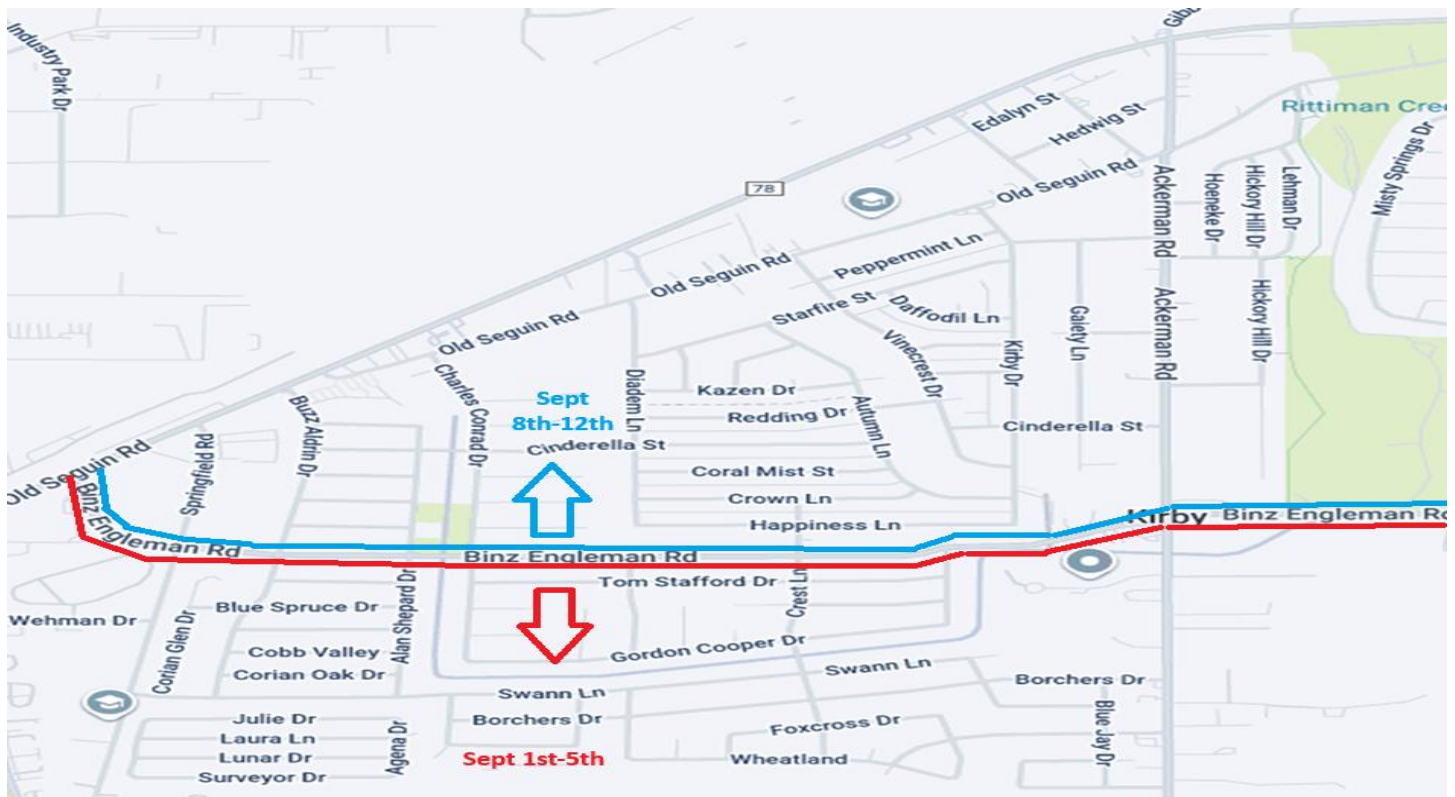 Industry Park Dr
Gibb
Rittiman Cree
Edalyn St
Hedwig St
78
Old Seguin Rd
Ackerman Rd
Hoeneke Dr
Hickory Hill Dr
Lehman Dr
Misty Springs Dr
Peppermint Ln
Old Seguin Rd
Starfire St
Daffodil Ln
Old Seguin Rd
Vinecrest Dr
Kirby Dr
Gaiety Ln
Ackerman Rd
Hickory Hill Dr
Charles Conrad Dr
Diadem Ln
Kazen Dr
Sept
8th-12th
Redding Dr
Autumn Ln
Buzz Aldrin Dr
Cinderella St
Cinderella St
Springfield Rd
Old Seguin Rd
Coral Mist St
Crown Ln
Happiness Ln
Kirby
Binz Engleman Rd
Binz Engleman Rd
Binz Engleman Rd
Tom Stafford Dr
Crest Ln
Alan Shepard Dr
Blue Spruce Dr
Wehman Dr
Corian Glen Dr
Cobb Valley
Gordon Cooper Dr
Corian Oak Dr
Swann Ln
Swann Ln
Borchers Dr
Julie Dr
Borchers Dr
Foxcross Dr
Blue Jay Dr
Laura Ln
Agena Dr
Lunar Dr
Sept 1st-5th
Wheatland
Surveyor Dr